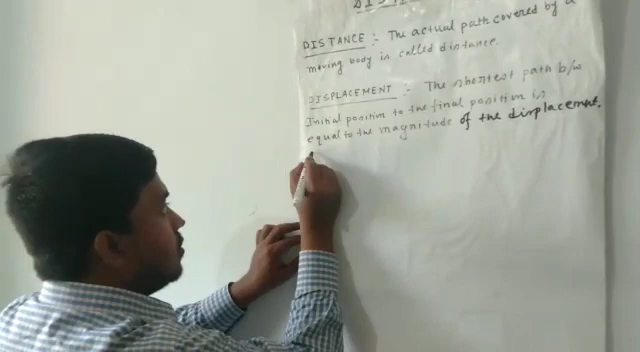 DISTANCE :- The actual path covered by a
moving body is called distance.
DISPLACEMENT :- The shortest path b/w
Initial position to the final position is
equal to the magnitude of the displacement.